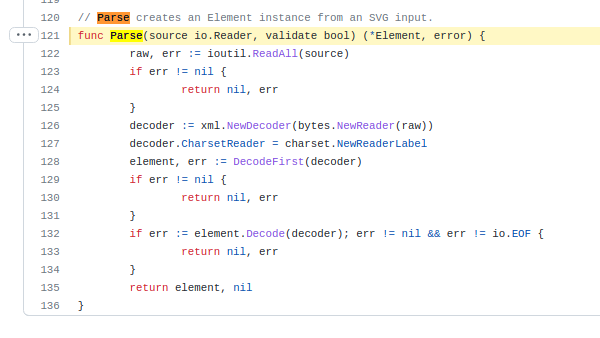 120 // Parse creates an Element instance from an SVG input.
121 func Parse(source io.Reader, validate bool) (*Element, error) {
122 raw, err := ioutil.ReadAll(source)
123 if err != nil {
124 return nil, err
125 }
126 decoder := xml.NewDecoder(bytes.NewReader(raw))
127 decoder.CharsetReader = charset.NewReaderLabel
128 element, err := DecodeFirst(decoder)
129 if err != nil {
130 return nil, err
131 }
132 if err := element.Decode(decoder); err != nil && err != io.EOF {
133 return nil, err
134 }
135 return element, nil
136 }